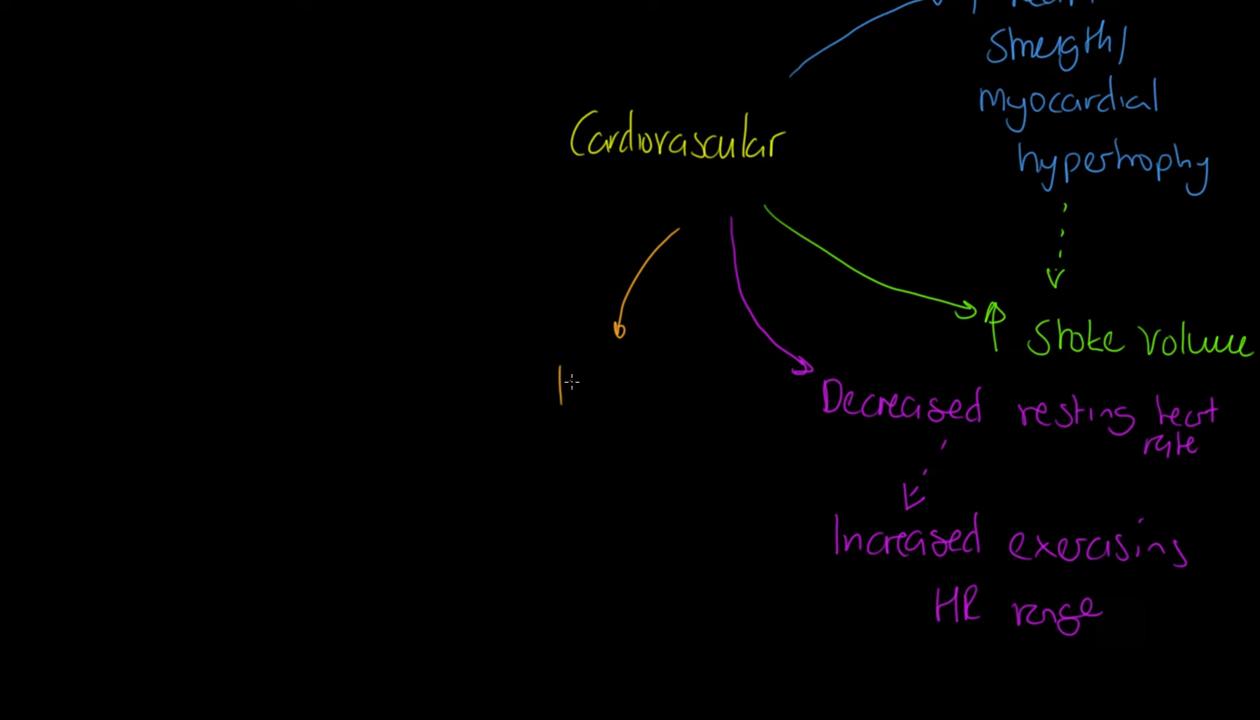 Strength/
myocardial
hypertrophy
Cardiovascular
↑ Stroke volume
Decreased resting heart
rate
Increased exercising
HR range